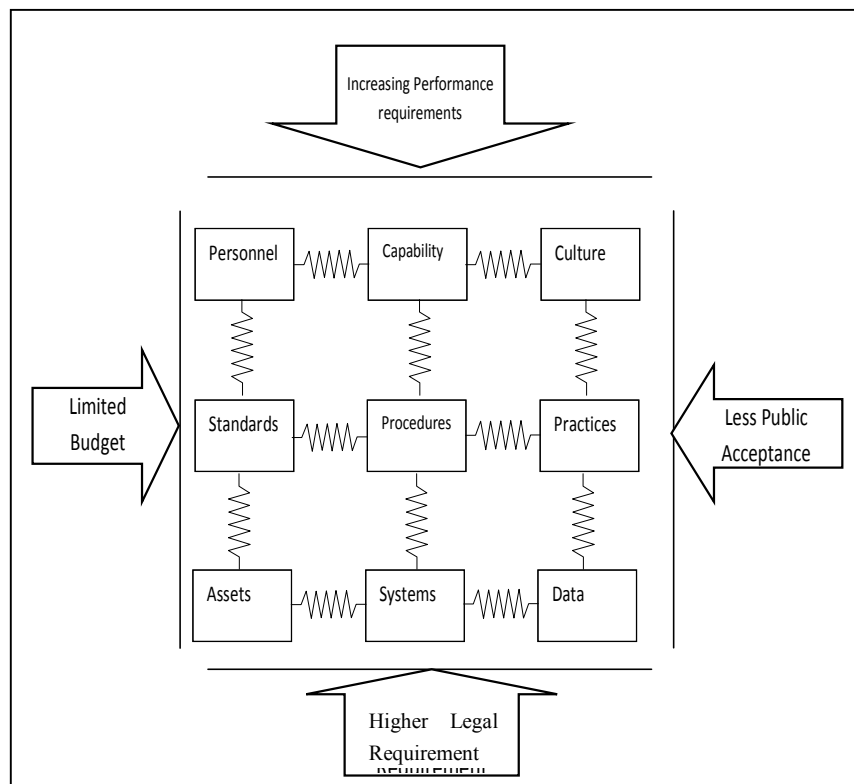 Increasing Performance
requirements
Personnel
Capability
Culture
Limited
Budget
Standards
Procedures
Practices
Less Public
Acceptance
Assets
Systems
Data
Higher Legal
Requirement
Requirement